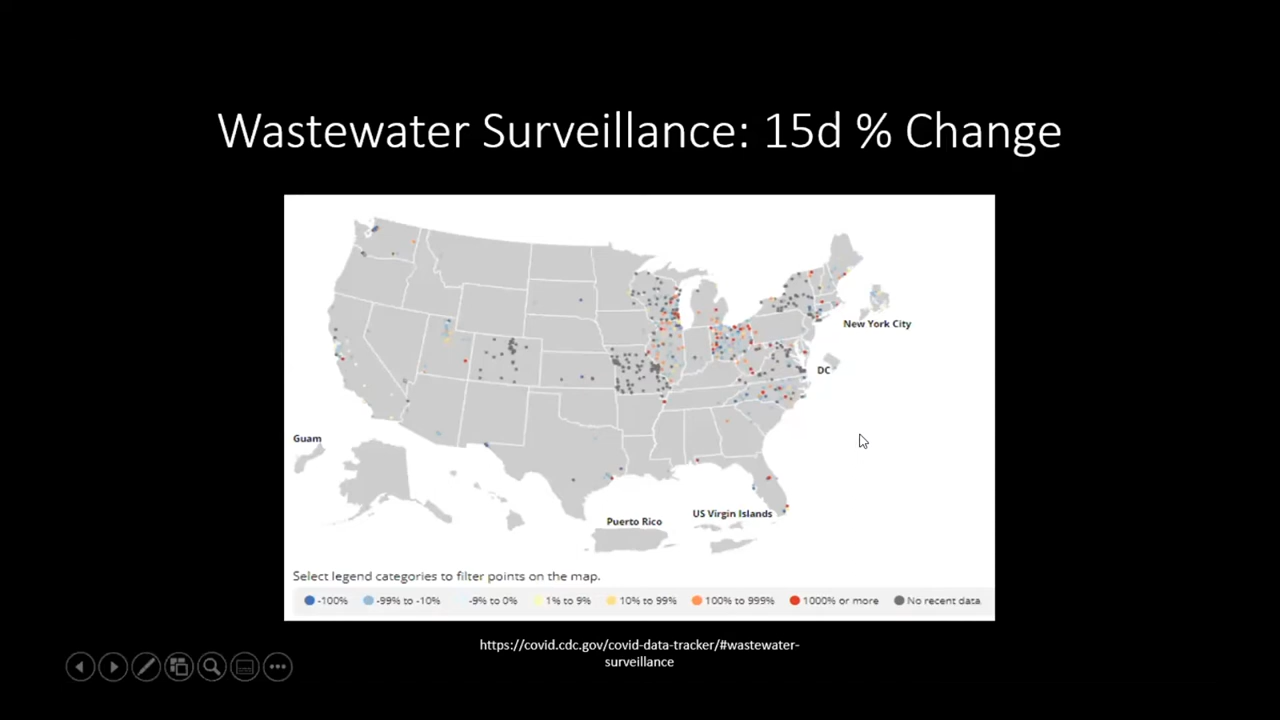 Wastewater Surveillance: 15d % Change
New York City
DC
Guam
US Virgin Islands
Puerto Rico
Select legend categories to filter points on the map.
-100% -99% to -10% -9% to 0% 1% to 9% 10% to 99% 100% to 999% 1000% or more No recent data
https://covid.cdc.gov/covid-data-tracker/#wastewater-
surveillance